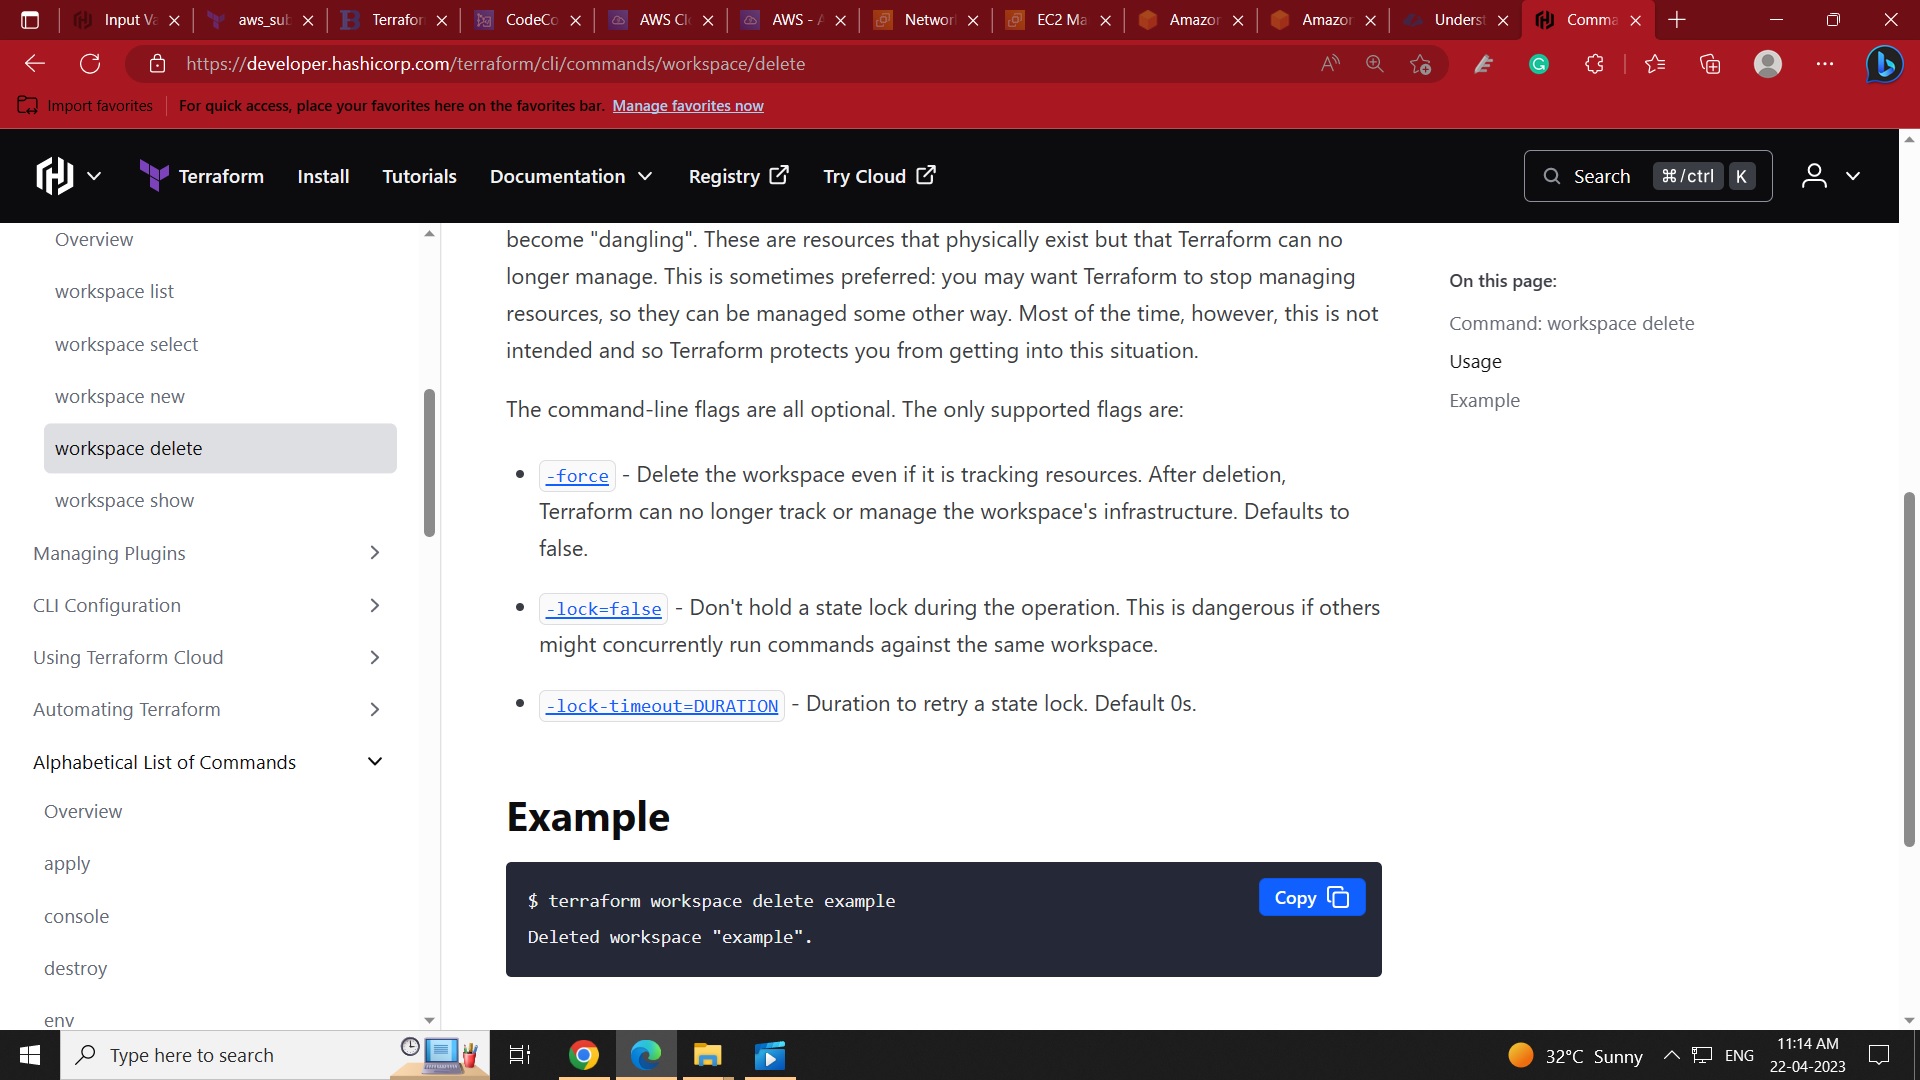 Input Va
aws_sub
Terrafor
CodeCo
AWS Cl
AWS - A
Networ
EC2 Ma
Amazor
Amazor
Underst
Comma
https://developer.hashicorp.com/terraform/cli/commands/workspace/delete
Import favorites
For quick access, place your favorites here on the favorites bar. Manage favorites now
Terraform
Install
Tutorials
Documentation
Registry
Try Cloud
Search ⌘/ctrl K
Overview
workspace list
workspace select
workspace new
workspace delete
workspace show
Managing Plugins
CLI Configuration
Using Terraform Cloud
Automating Terraform
Alphabetical List of Commands
Overview
apply
console
destroy
env
become "dangling". These are resources that physically exist but that Terraform can no
longer manage. This is sometimes preferred: you may want Terraform to stop managing
resources, so they can be managed some other way. Most of the time, however, this is not
intended and so Terraform protects you from getting into this situation.
The command-line flags are all optional. The only supported flags are:
-force - Delete the workspace even if it is tracking resources. After deletion,
Terraform can no longer track or manage the workspace's infrastructure. Defaults to
false.
-lock=false - Don't hold a state lock during the operation. This is dangerous if others
might concurrently run commands against the same workspace.
-lock-timeout=DURATION - Duration to retry a state lock. Default 0s.
Example
$ terraform workspace delete example
Deleted workspace "example".
Copy
On this page:
Command: workspace delete
Usage
Example
Type here to search
32°C Sunny
ENG
11:14 AM
22-04-2023